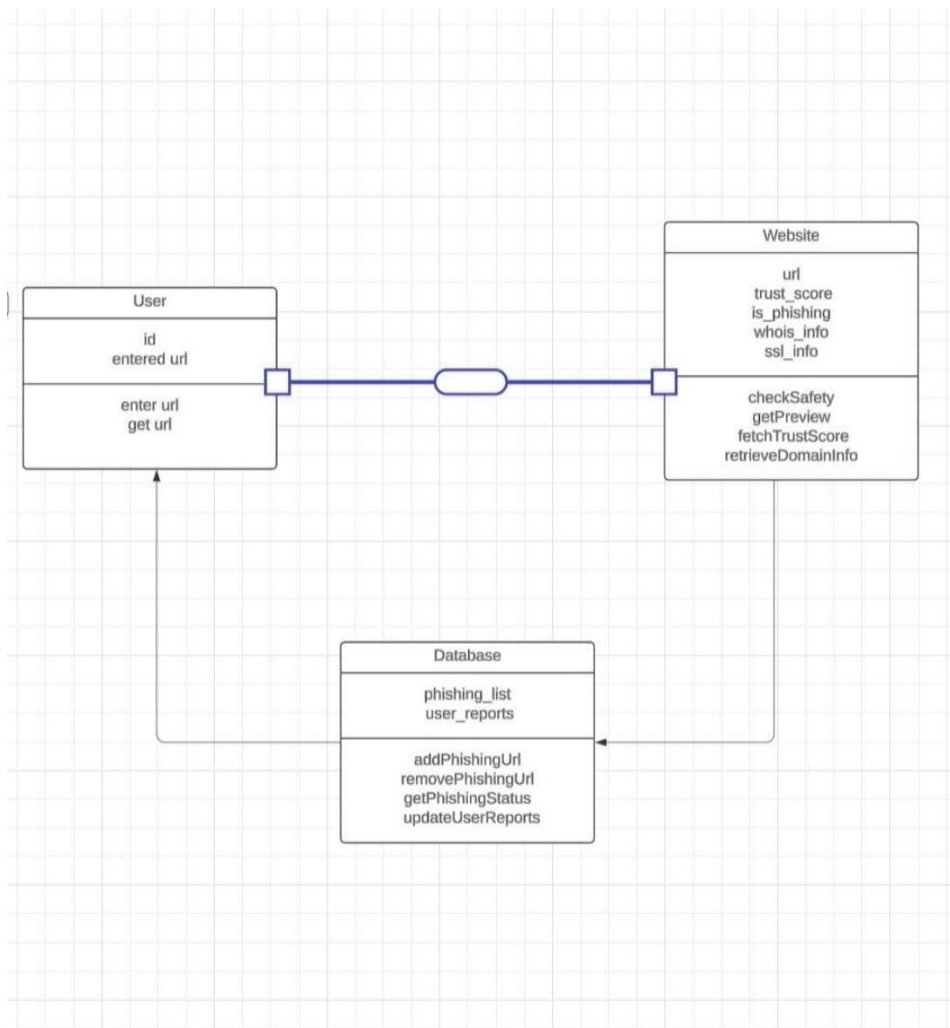 User
id
entered url
enter url
get url
Website
url
trust_score
is_phishing
whois_info
ssl_info
checkSafety
getPreview
fetchTrustScore
retrieveDomainInfo
Database
phishing_list
user_reports
addPhishingUrl
removePhishingUrl
getPhishingStatus
updateUserReports